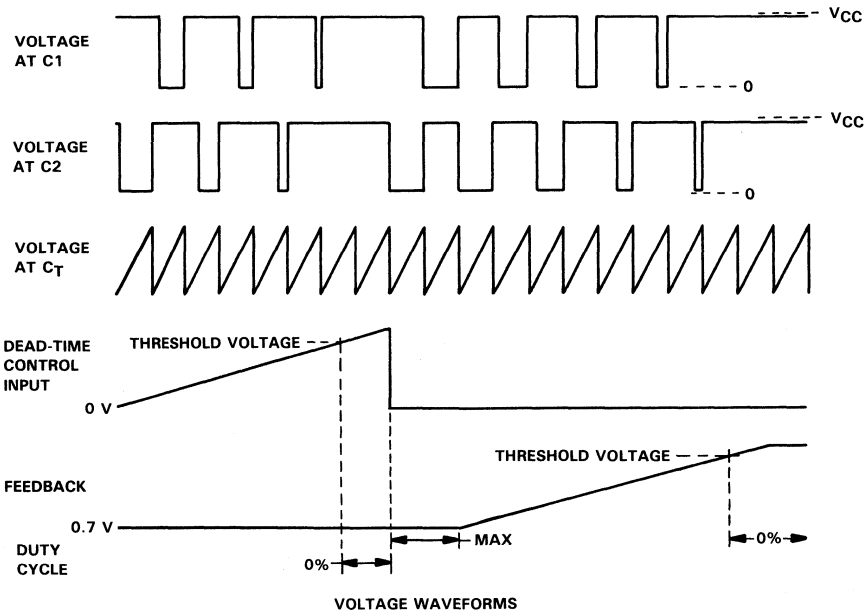 VOLTAGE
AT C1
VCC
0
VOLTAGE
AT C2
VCC
0
VOLTAGE
AT CT
DEAD-TIME
CONTROL
INPUT
THRESHOLD VOLTAGE
0 V
THRESHOLD VOLTAGE
FEEDBACK
0.7 V
DUTY
CYCLE
0%
MAX
0%
VOLTAGE WAVEFORMS